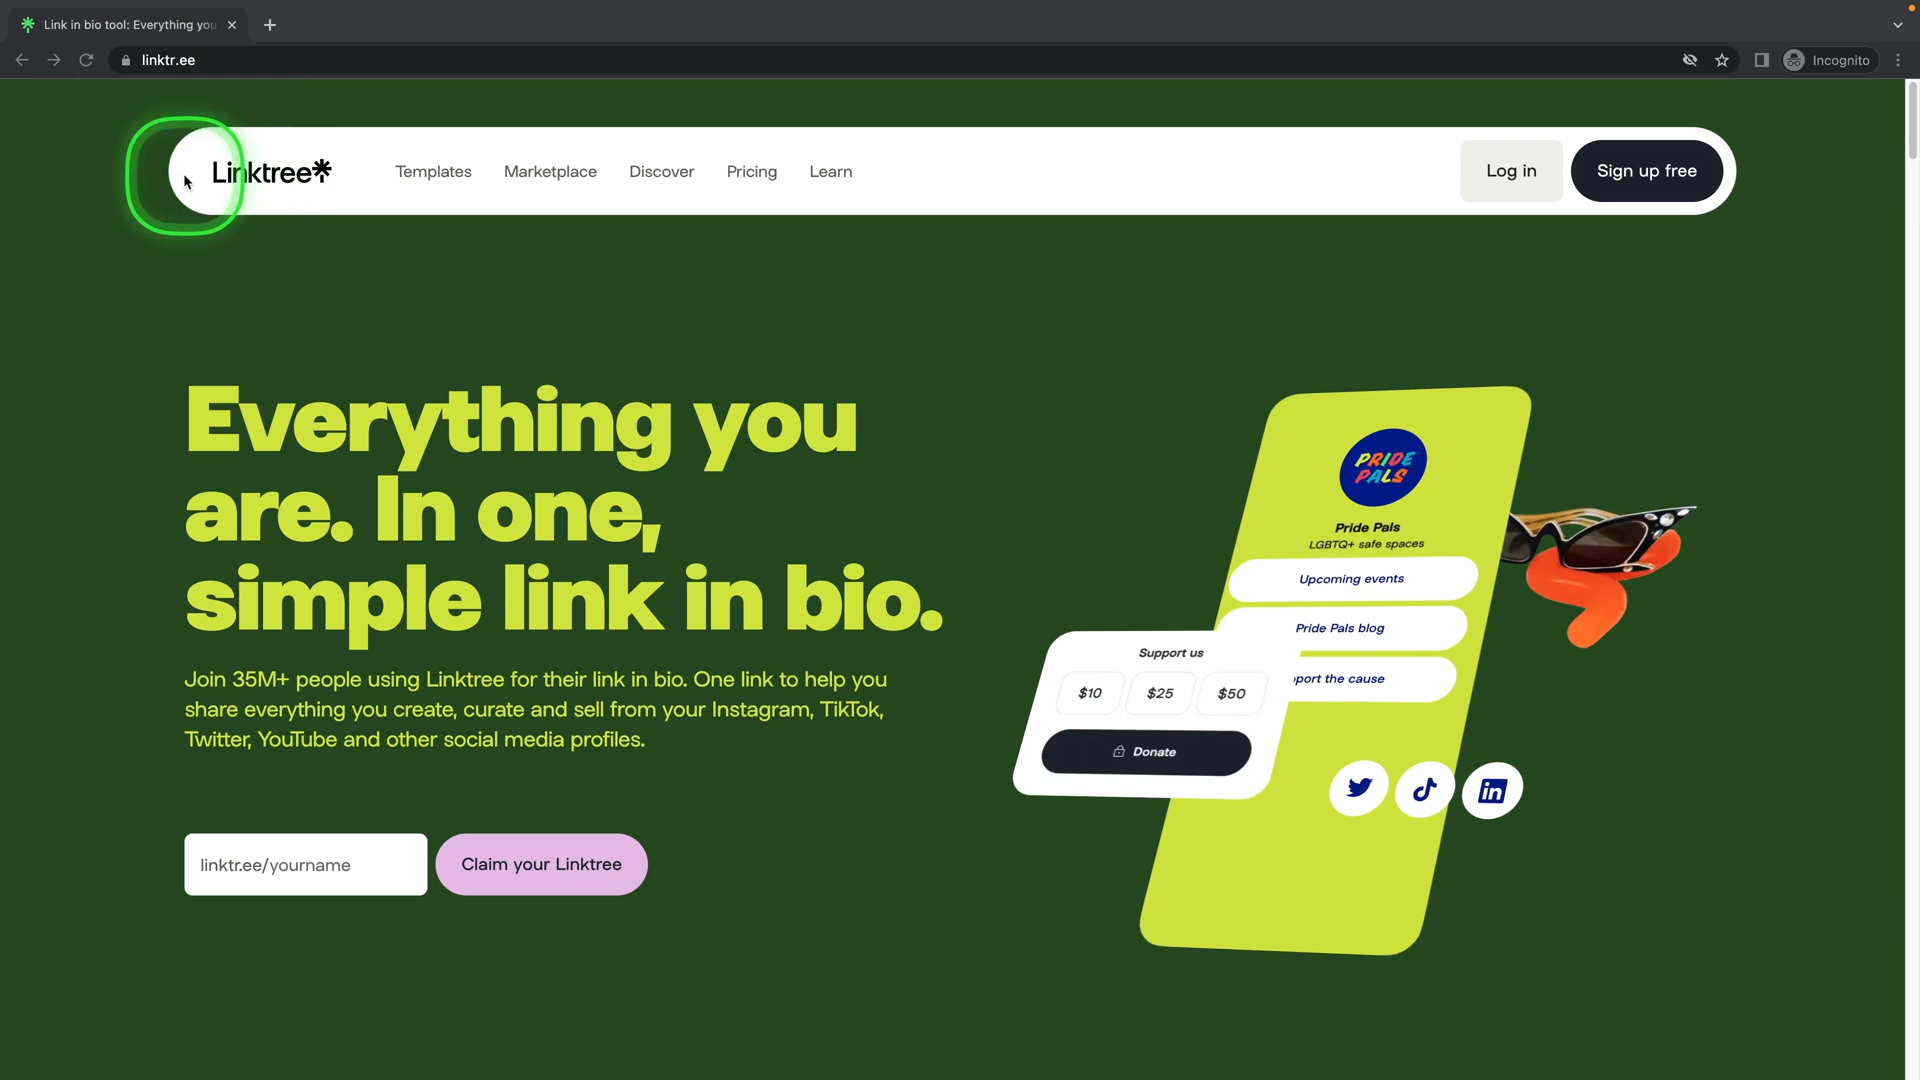 Link in bio tool: Everything you
linktr.ee
Incognito
Linktree
Templates
Marketplace
Discover
Pricing
Learn
Log in
Sign up free
Everything you
are. In one,
simple link in bio.
Join 35M+ people using Linktree for their link in bio. One link to help you
share everything you create, curate and sell from your Instagram, TikTok,
Twitter, YouTube and other social media profiles.
linktr.ee/yourname
Claim your Linktree
PRIDE
PALS
Pride Pals
LGBTQ+ safe spaces
Upcoming events
Pride Pals blog
port the cause
Support us
$10
$25
$50
Donate
in